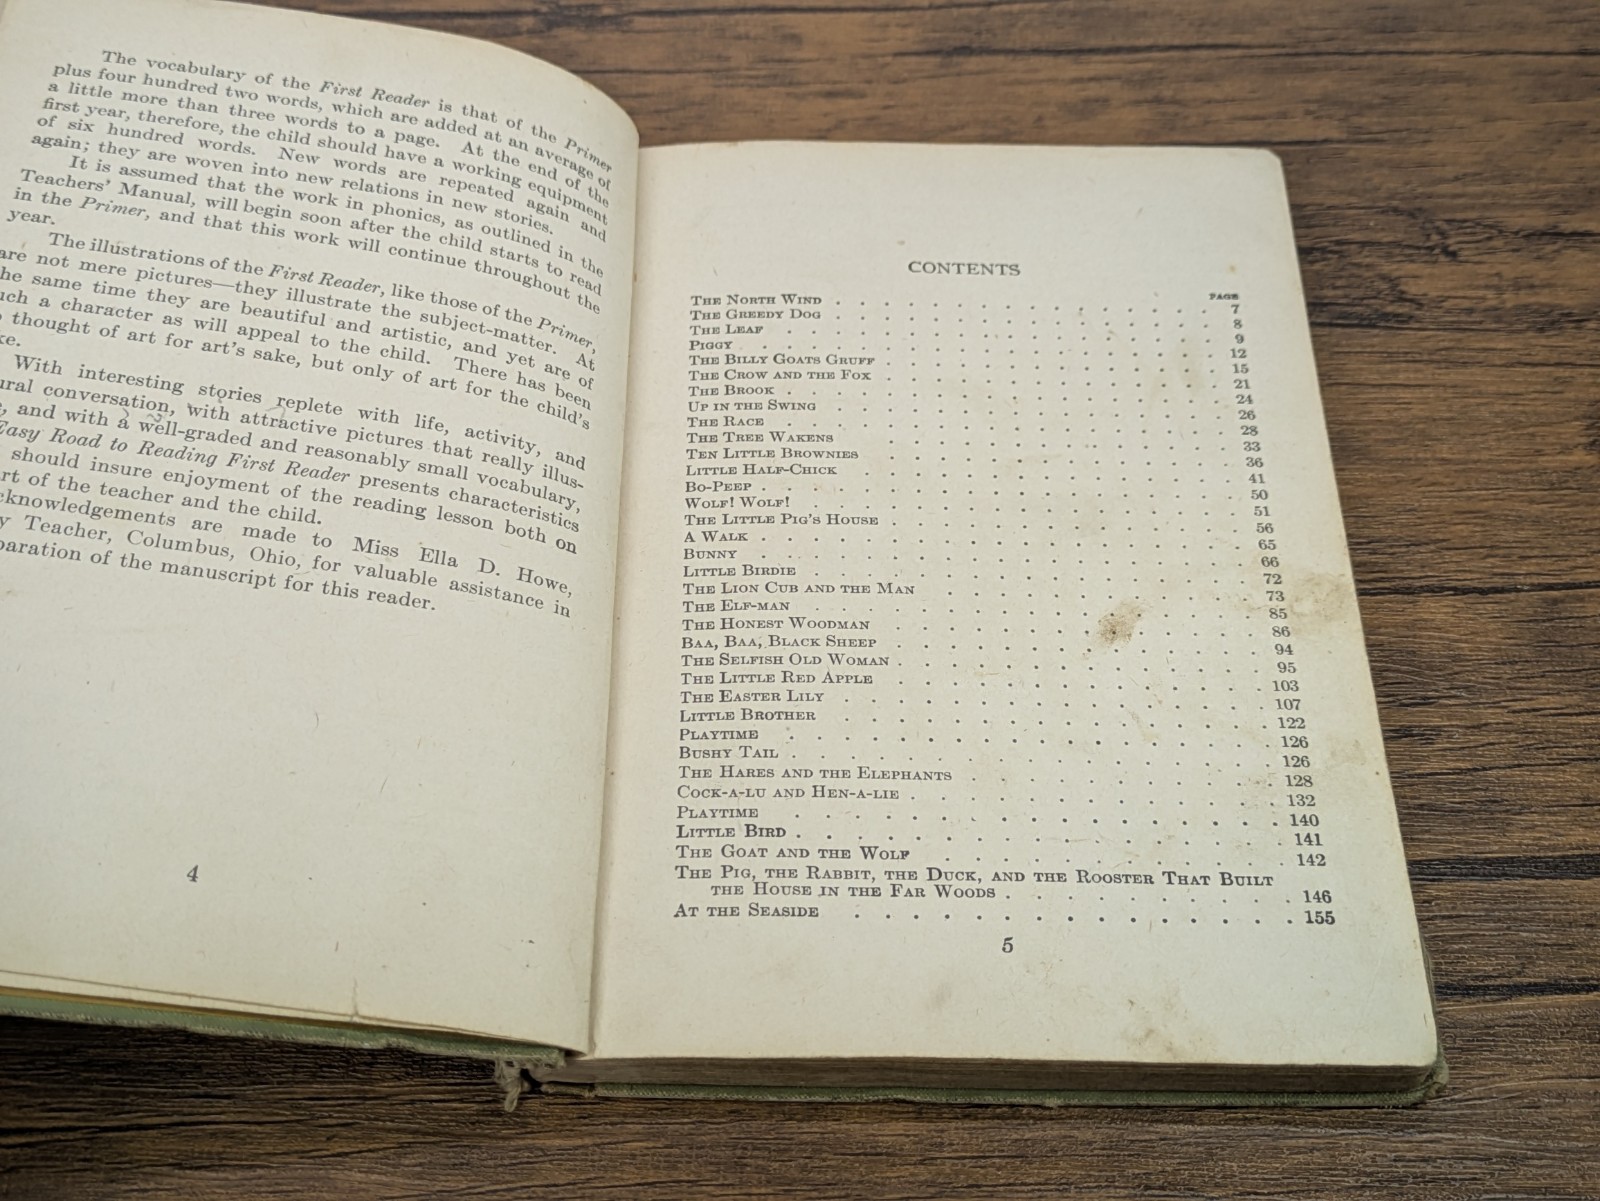 The vocabulary of the First Reader is that of the Primer
plus four hundred two words, which are added at an average of
a little more than three words to a page. At the end of the
first year, therefore, the child should have a working equipment
of six hundred words. New words are repeated again and
again; they are woven into new relations in new stories.
It is assumed that the work in phonics, as outlined in the
Teachers' Manual, will begin soon after the child starts to read
in the Primer, and that this work will continue throughout the
year.
The illustrations of the First Reader, like those of the Primer,
are not mere pictures—they illustrate the subject-matter. At
the same time they are beautiful and artistic, and yet are of
such a character as will appeal to the child. There has been
thought of art for art's sake, but only of art for the child's
With interesting stories replete with life, activity, and
conversation, with attractive pictures that really illus-
and with a well-graded and reasonably small vocabulary,
Easy Road to Reading First Reader presents characteristics
should insure enjoyment of the reading lesson both on
of the teacher and the child.
are made to Miss Ella D. Howe,
Teacher, Columbus, Ohio, for valuable assistance in
of the manuscript for this reader.
4
CONTENTS
PAGE
The North Wind . . . . 7
The Greedy Dog . . . . 8
The Leaf . . . . 9
Piggy . . . . 12
The Billy Goats Gruff . . . . 15
The Crow and the Fox . . . . 21
The Brook . . . . 24
Up in the Swing . . . . 26
The Race . . . . 28
The Tree Wakens . . . . 33
Ten Little Brownies . . . . 36
Little Half-Chick . . . . 41
Bo-Peep . . . . 50
Wolf! Wolf! . . . . 51
The Little Pig's House . . . . 56
A Walk . . . . 65
Bunny . . . . 66
Little Birdie . . . . 72
The Lion Cub and the Man . . . . 73
The Elf-man . . . . 85
The Honest Woodman . . . . 86
Baa, Baa, Black Sheep . . . . 94
The Selfish Old Woman . . . . 95
The Little Red Apple . . . . 103
The Easter Lily . . . . 107
Little Brother . . . . 122
Playtime . . . . 126
Bushy Tail . . . . 126
The Hares and the Elephants . . . . 128
Cock-a-lu and Hen-a-lie . . . . 132
Playtime . . . . 140
Little Bird . . . . 141
The Goat and the Wolf . . . . 142
The Pig, the Rabbit, the Duck, and the Rooster That Built
the House in the Far Woods . . . . 146
At the Seaside . . . . 155
5